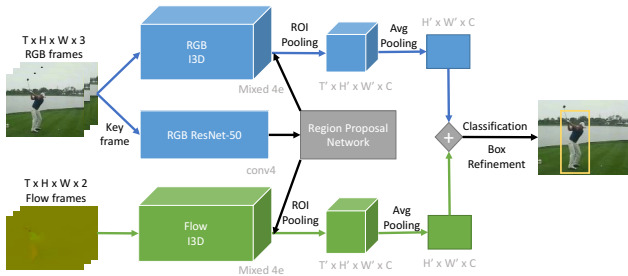 T x H x W x 3
RGB frames
RGB
I3D
Mixed 4e
ROI
Pooling
T' x H' x W' x C
Avg
Pooling
H' x W' x C
Key
frame
RGB ResNet-50
conv4
Region Proposal
Network
+
Classification
Box
Refinement
T x H x W x 2
Flow frames
Flow
I3D
Mixed 4e
ROI
Pooling
T' x H' x W' x C
Avg
Pooling
H' x W' x C